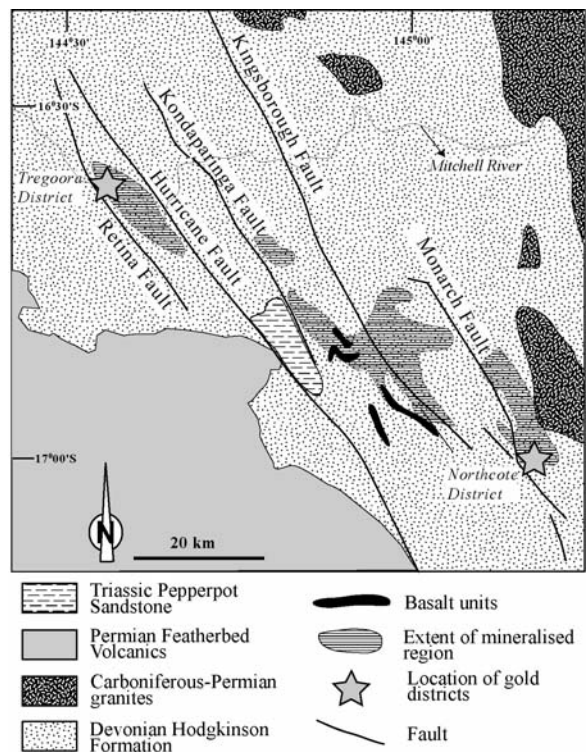 144°30'
145°00'
16°30'S
Kingsborough Fault
Kondaparinga Fault
Mitchell River
Tregoora
District
Hurricane Fault
Retina Fault
Monarch Fault
17°00'S
Northcote
District
N
20 km
Triassic Pepperpot
Sandstone
Permian Featherbed
Volcanics
Carboniferous-Permian
granites
Devonian Hodgkinson
Formation
Basalt units
Extent of mineralised
region
Location of gold
districts
Fault